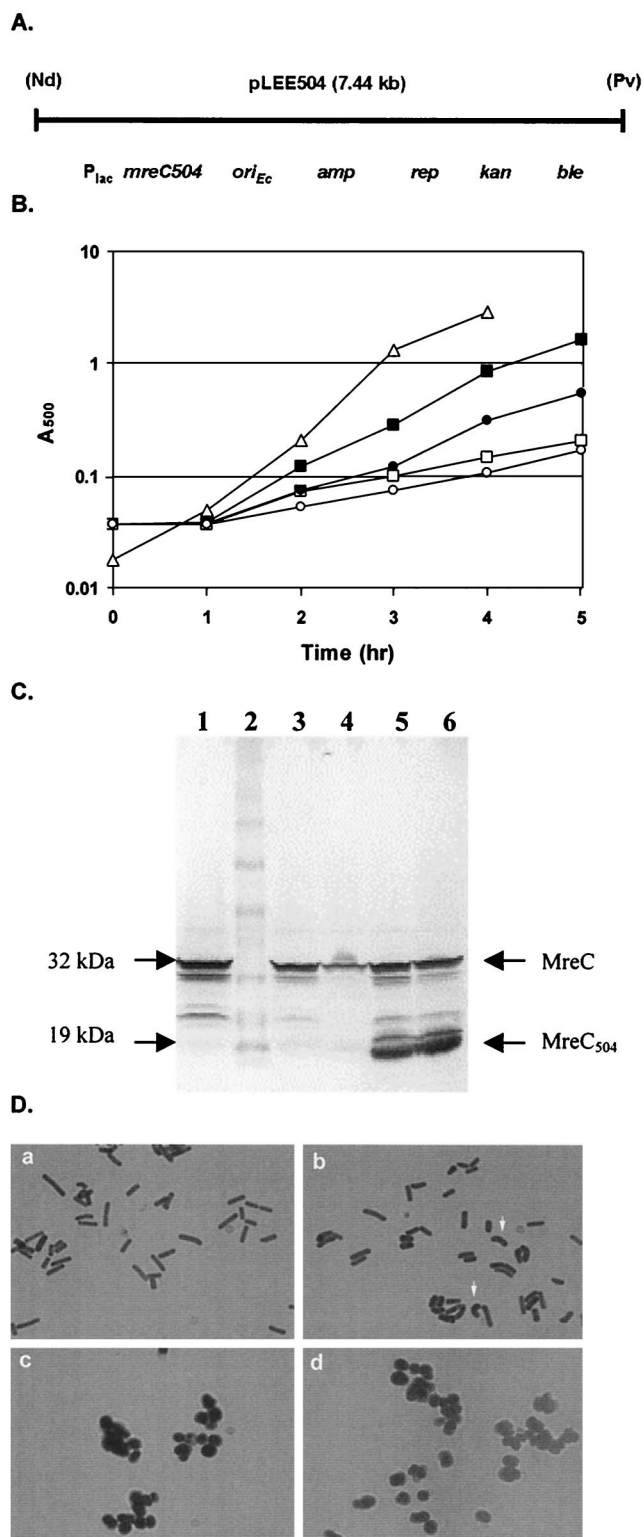 A.
(Nd) pLEE504 (7.44 kb) (Pv)
Plac mreC504 oriEc amp rep kan ble
B.
10
1
0.1
0.01
A500
0 1 2 3 4 5
Time (hr)
C.
1 2 3 4 5 6
32 kDa MreC
19 kDa MreC504
D.
a b
c d